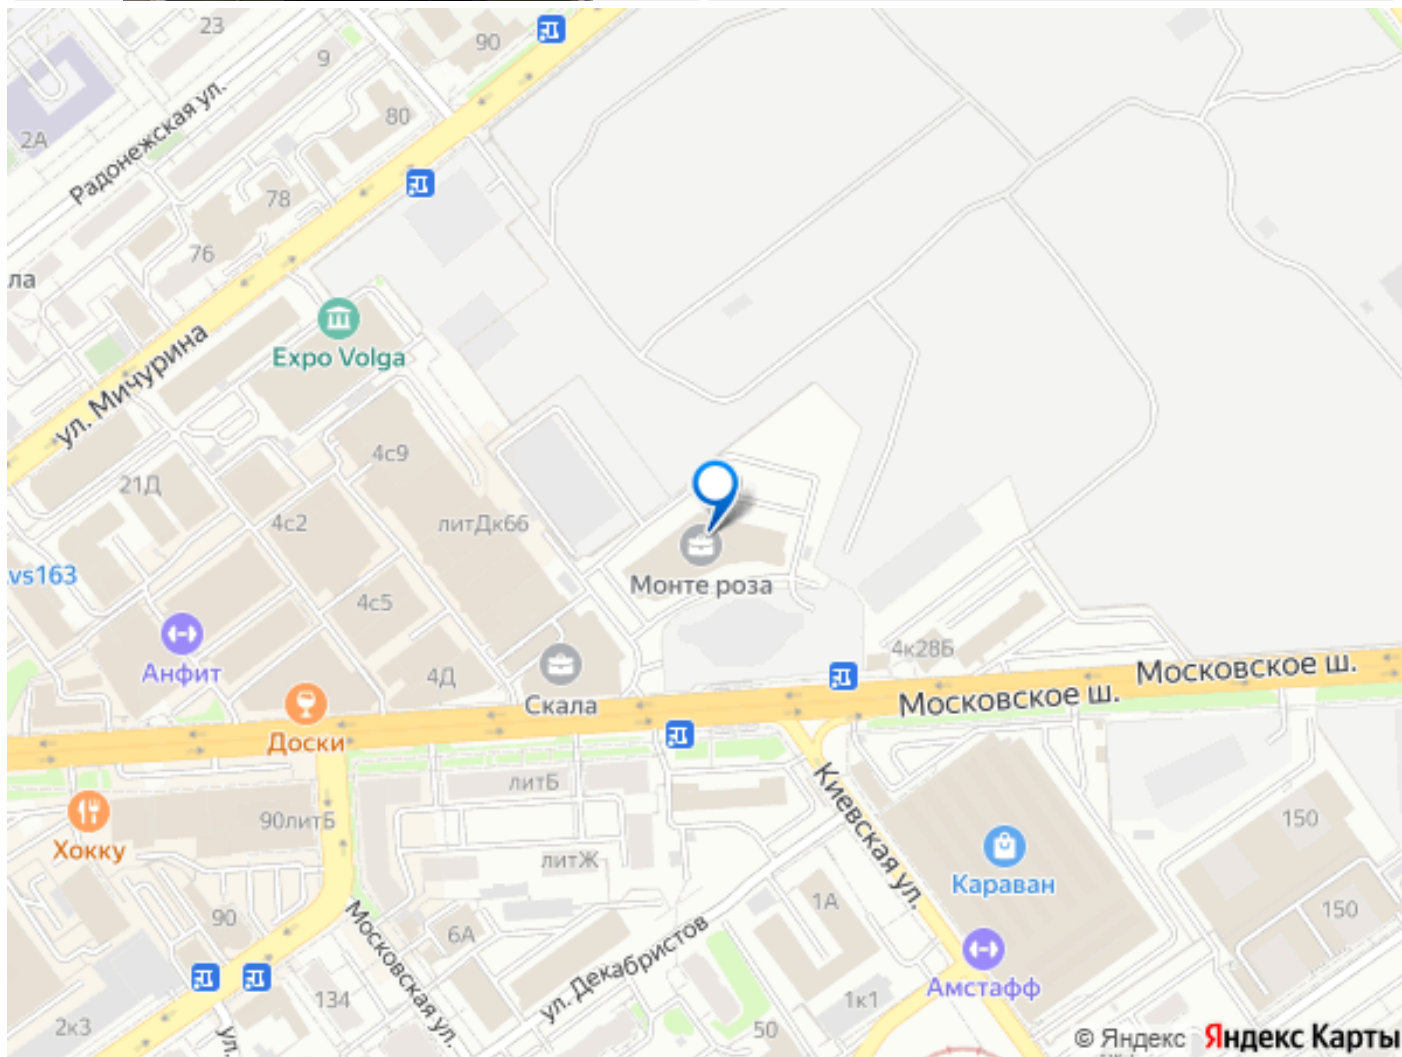 23
90
9
80
2А
Радонежская ул.
78
76
ла
Expo Volga
ул. Мичурина
4с9
21Д
4с2
литДк66
vs163
Монте роза
4с5
Анфит
4Д
4к28Б
Московское ш.
Московское ш.
Скала
Доски
литБ
Киевская ул.
90литБ
150
Хокку
литЖ
Караван
1А
150
90
Московская ул.
6А
ул. Декабристов
Амстафф
134
1к1
2к3
ул.
50
© Яндекс Яндекс Карты